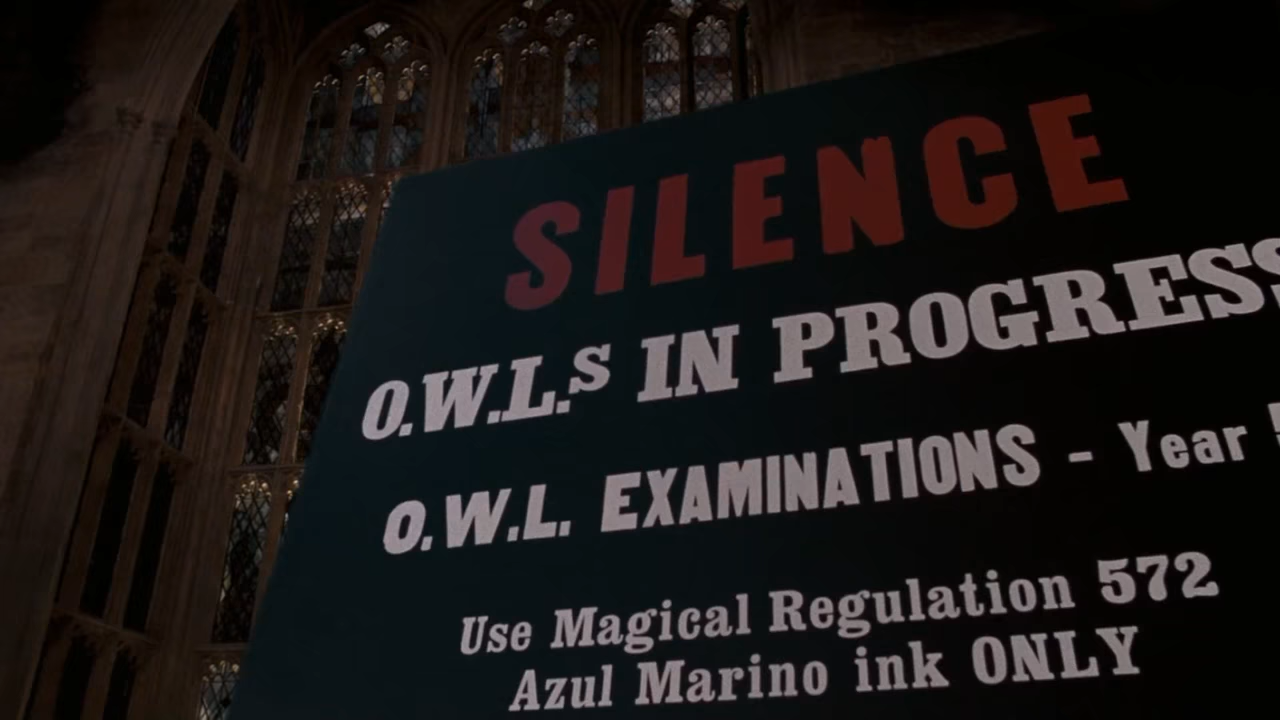 SILENCE
O.W.L.s IN PROGRESS
O.W.L. EXAMINATIONS - Year
Use Magical Regulation 572
Azul Marino ink ONLY